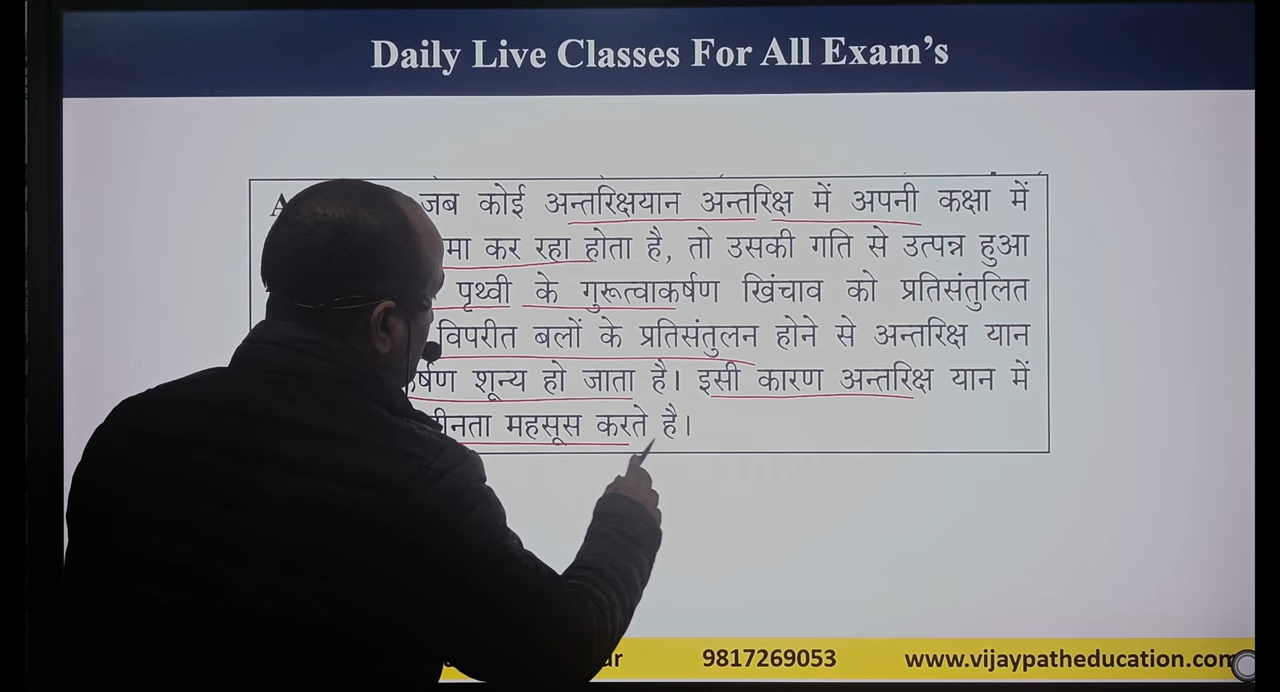 Daily Live Classes For All Exam's
जब कोई अन्तरिक्षयान अन्तरिक्ष में अपनी कक्षा में
कर रहा होता है, तो उसकी गति से उत्पन्न हुआ
पृथ्वी के गुरूत्वाकर्षण खिंचाव को प्रतिसंतुलित
विपरीत बलों के प्रतिसंतुलन होने से अन्तरिक्ष यान
शून्य हो जाता है। इसी कारण अन्तरिक्ष यान में
महसूस करते है।
9817269053 www.vijaypatheducation.com